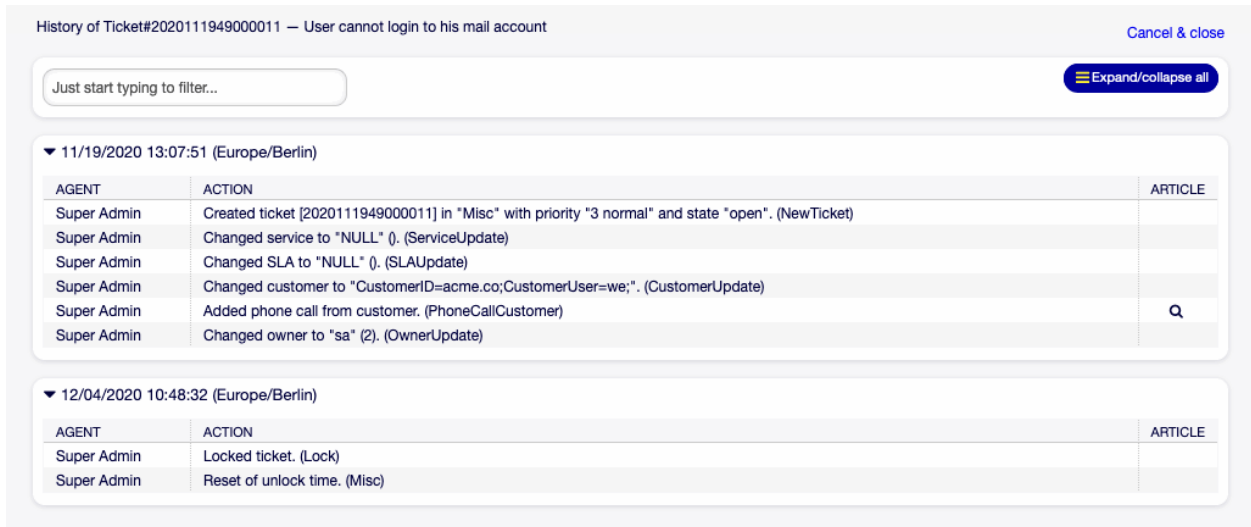 History of Ticket#2020111949000011 — User cannot login to his mail account
Cancel & close
Just start typing to filter...
Expand/collapse all
11/19/2020 13:07:51 (Europe/Berlin)
AGENT ACTION ARTICLE
Super Admin Created ticket [2020111949000011] in "Misc" with priority "3 normal" and state "open". (NewTicket)
Super Admin Changed service to "NULL" (). (ServiceUpdate)
Super Admin Changed SLA to "NULL" (). (SLAUpdate)
Super Admin Changed customer to "CustomerID=acme.co;CustomerUser=we;". (CustomerUpdate)
Super Admin Added phone call from customer. (PhoneCallCustomer)
Super Admin Changed owner to "sa" (2). (OwnerUpdate)
12/04/2020 10:48:32 (Europe/Berlin)
AGENT ACTION ARTICLE
Super Admin Locked ticket. (Lock)
Super Admin Reset of unlock time. (Misc)